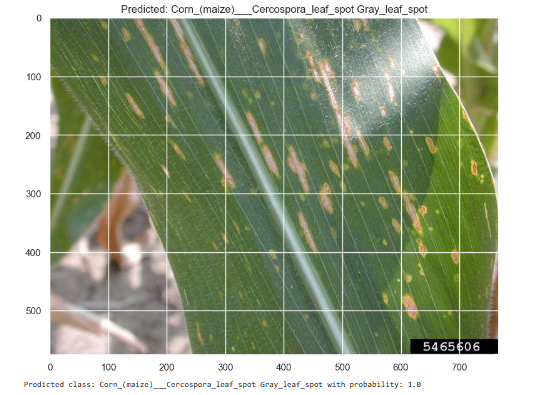 Predicted: Corn_(maize)___Cercospora_leaf_spot Gray_leaf_spot
0
100
200
300
400
500
5465606
0 100 200 300 400 500 600 700
Predicted class: Corn_(maize)___Cercospora_leaf_spot Gray_leaf_spot with probability: 1.0